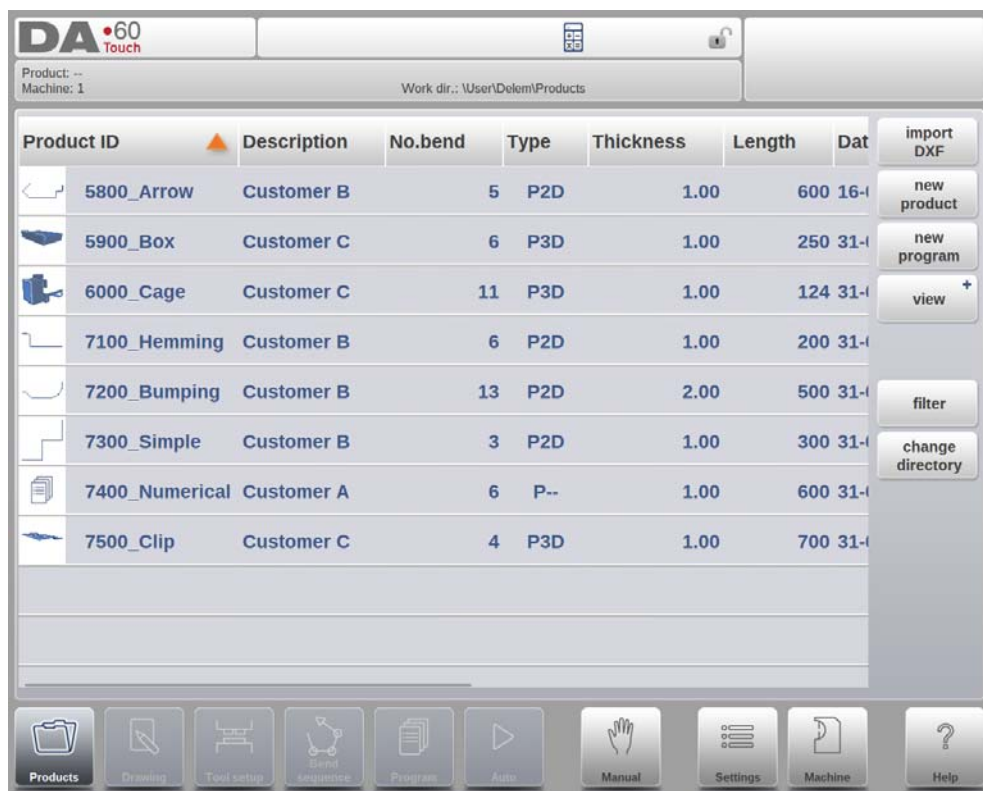 DA •60
Touch
Product: --
Machine: 1
Work dir.: \User\Delem\Products
Product ID Description No.bend Type Thickness Length Dat
5800_Arrow Customer B 5 P2D 1.00 600 16-
5900_Box Customer C 6 P3D 1.00 250 31-
6000_Cage Customer C 11 P3D 1.00 124 31-
7100_Hemming Customer B 6 P2D 1.00 200 31-
7200_Bumping Customer B 13 P2D 2.00 500 31-
7300_Simple Customer B 3 P2D 1.00 300 31-
7400_Numerical Customer A 6 P-- 1.00 600 31-
7500_Clip Customer C 4 P3D 1.00 700 31-
import
DXF
new
product
new
program
view +
filter
change
directory
Products
Drawing
Tool setup
Bend
sequence
Program
Auto
Manual
Settings
Machine
? Help